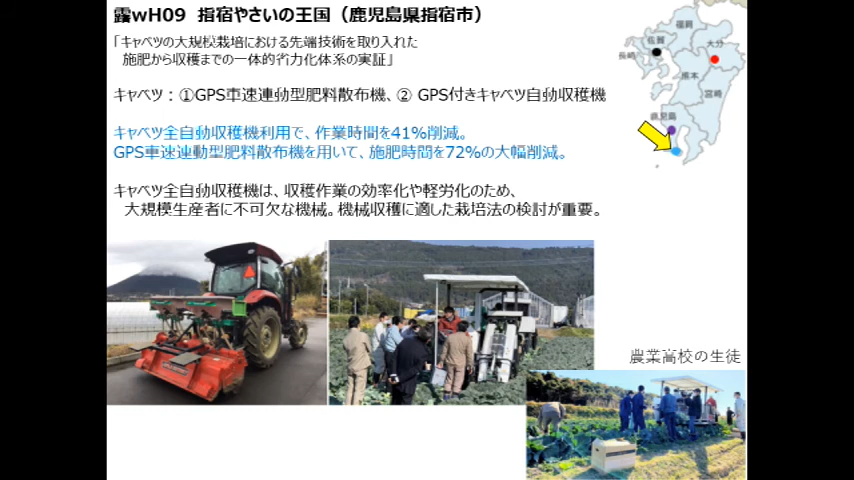 露wH09 指宿やさいの王国（鹿児島県指宿市）
「キャベツの大規模栽培における先端技術を取り入れた
施肥から収穫までの一体的省力化体系の実証」
キャベツ：①GPS車速連動型肥料散布機、② GPS付きキャベツ自動収穫機
キャベツ全自動収穫機利用で、作業時間を41%削減。
GPS車速連動型肥料散布機を用いて、施肥時間を72%の大幅削減。
キャベツ全自動収穫機は、収穫作業の効率化や軽労化のため、
大規模生産者に不可欠な機械。機械収穫に適した栽培法の検討が重要。
福岡
佐賀
大分
長崎
熊本
宮崎
鹿児島
農業高校の生徒